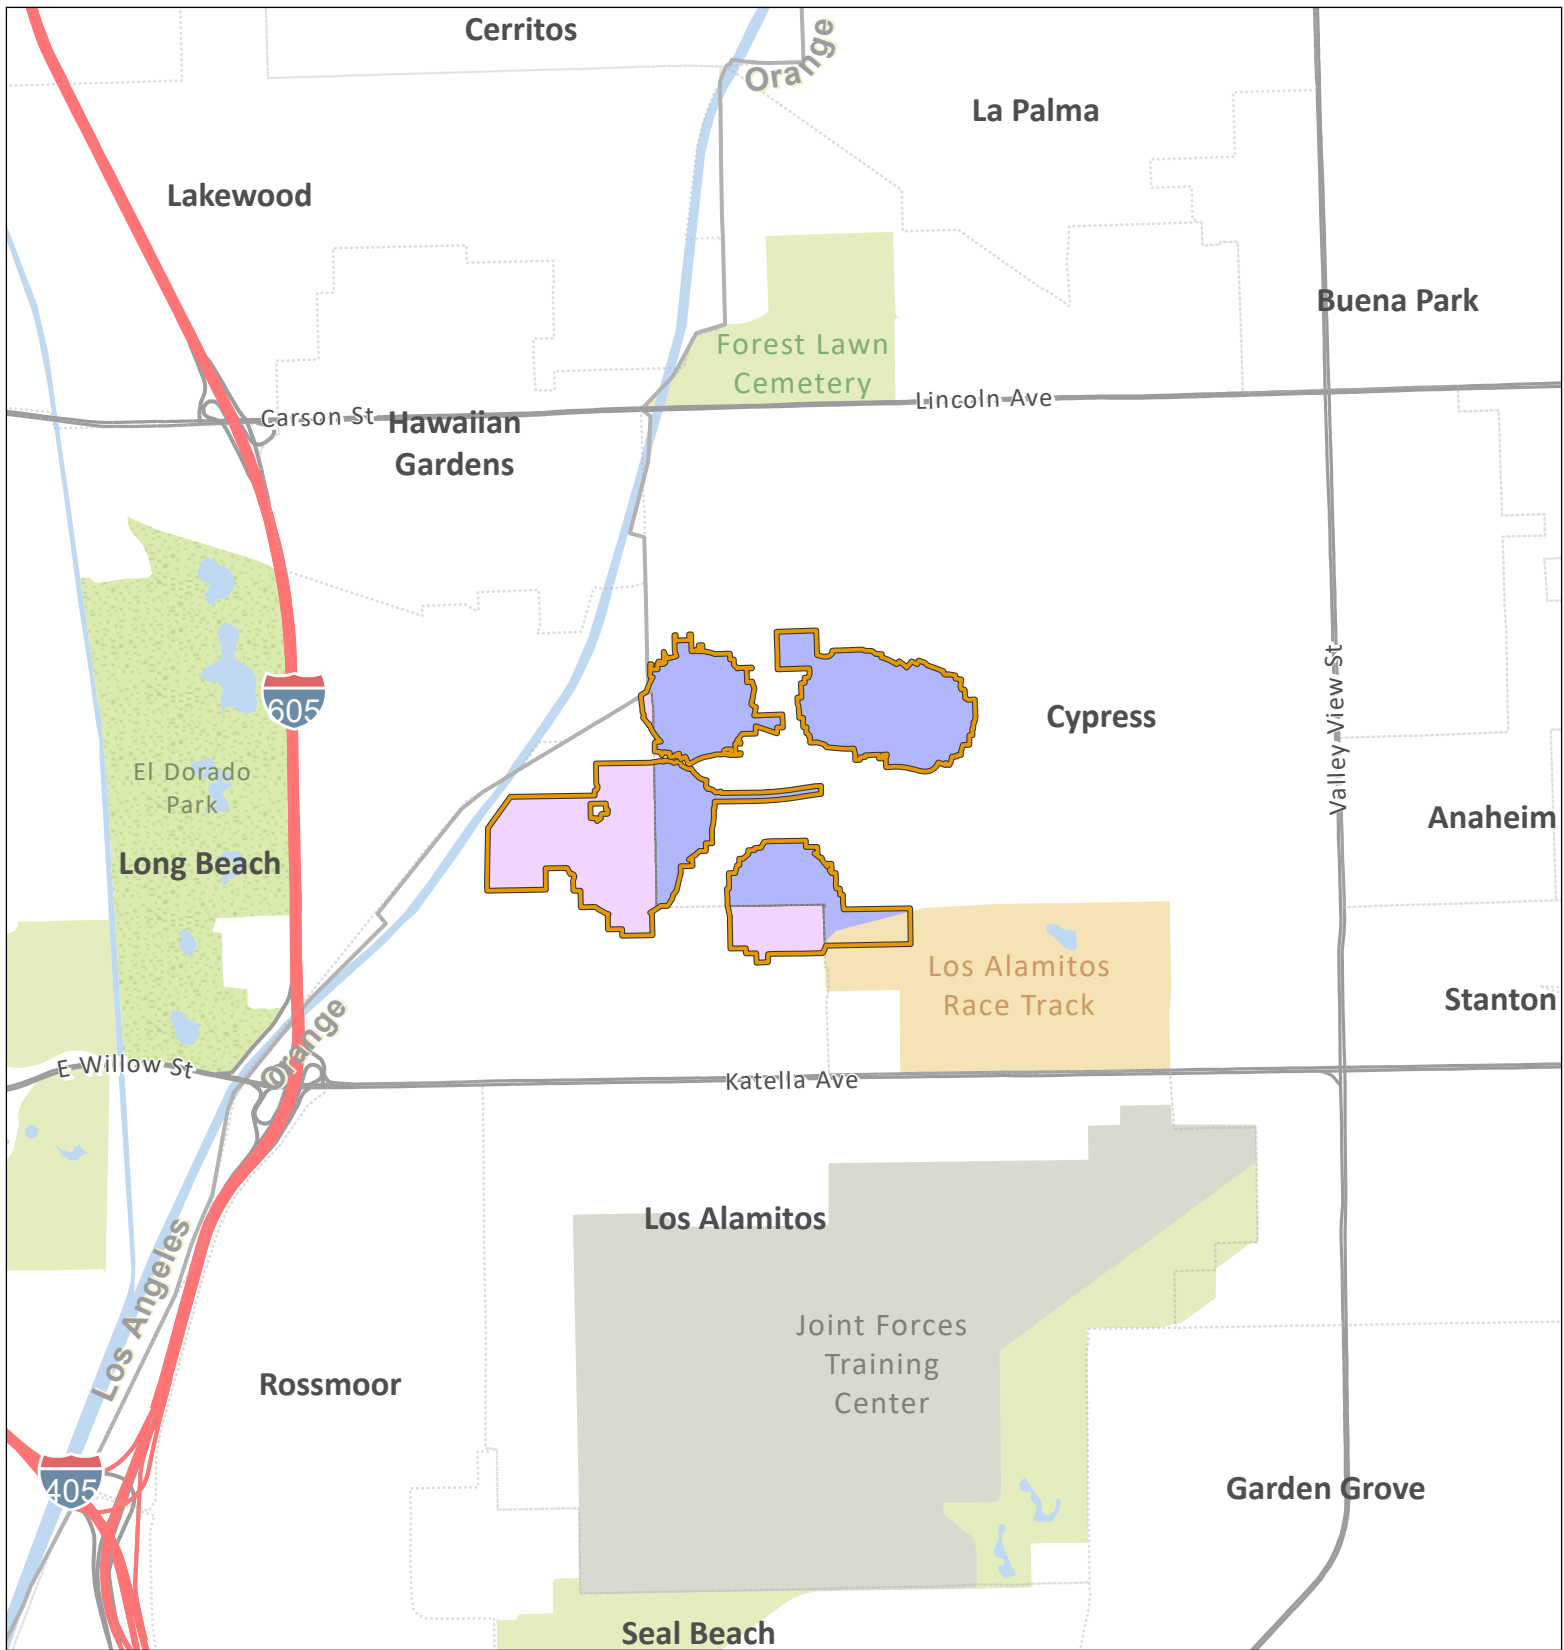 Cerritos
Orange
La Palma
Lakewood
Buena Park
Forest Lawn
Cemetery
Lincoln Ave
Carson St
Hawaiian
Gardens
605
Valley View St
Cypress
El Dorado
Park
Anaheim
Long Beach
Los Alamitos
Race Track
Stanton
Orange
E Willow St
Katella Ave
Los Alamitos
Los Angeles
Joint Forces
Training
Center
Rossmoor
405
Garden Grove
Seal Beach